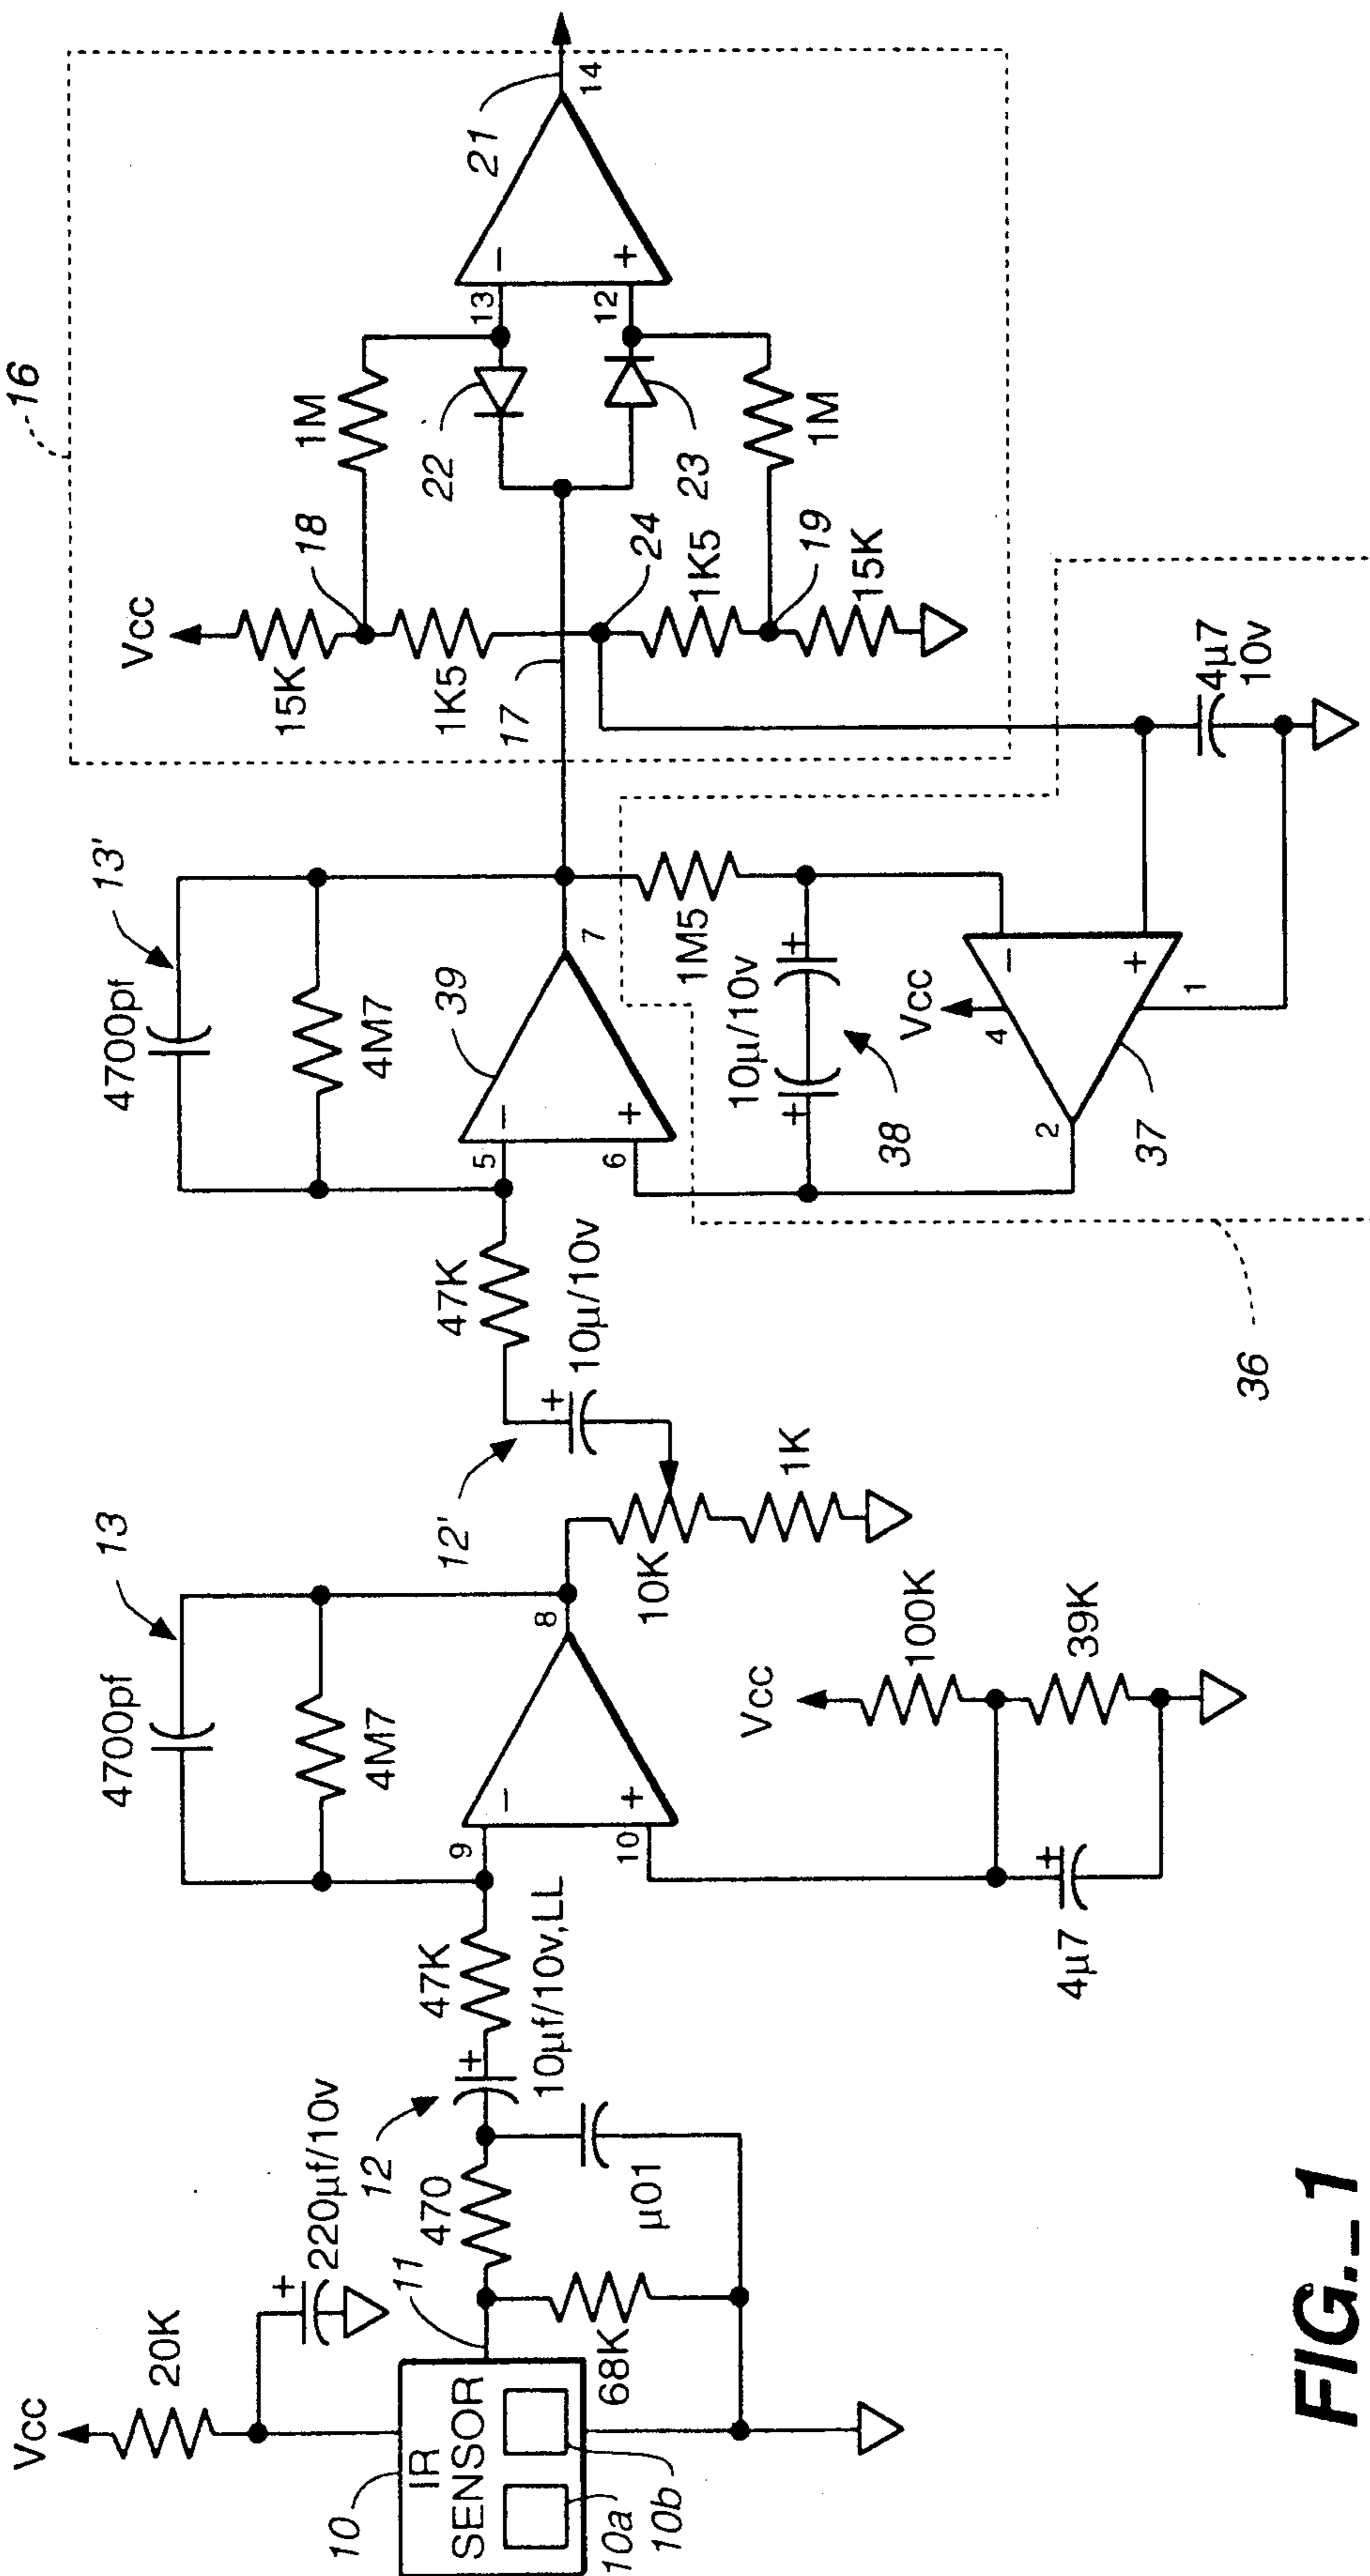 Vcc
20K
220µf/10v
+
10
IR
SENSOR
10a
10b
11
68K
470
12
µ01
+
10µf/10v,LL
47K
4700pf
13
4M7
9
10
−
+
8
4µ7
+
Vcc
100K
39K
10K
1K
12'
+
10µ/10v
47K
4700pf
13'
4M7
5
6
−
+
39
7
1M5
+
+
10µ/10v
38
Vcc
4
−
+
1
2
37
36
4µ7
10v
16
Vcc
15K
18
1K5
17
24
1K5
19
15K
1M
22
23
1M
13
12
−
+
21
14
FIG._1